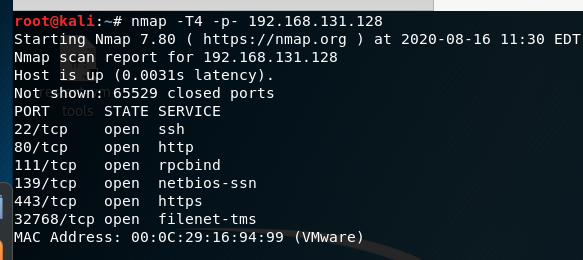 root@kali:~# nmap -T4 -p- 192.168.131.128
Starting Nmap 7.80 ( https://nmap.org ) at 2020-08-16 11:30 EDT
Nmap scan report for 192.168.131.128
Host is up (0.0031s latency).
Not shown: 65529 closed ports
PORT STATE SERVICE
22/tcp open ssh
80/tcp open http
111/tcp open rpcbind
139/tcp open netbios-ssn
443/tcp open https
32768/tcp open filenet-tms
MAC Address: 00:0C:29:16:94:99 (VMware)
tools